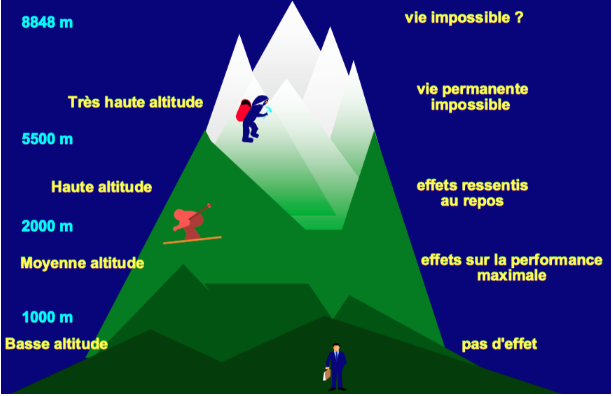 8848 m
vie impossible ?
Très haute altitude
vie permanente
impossible
5500 m
Haute altitude
effets ressentis
au repos
2000 m
Moyenne altitude
effets sur la performance
maximale
1000 m
Basse altitude
pas d'effet